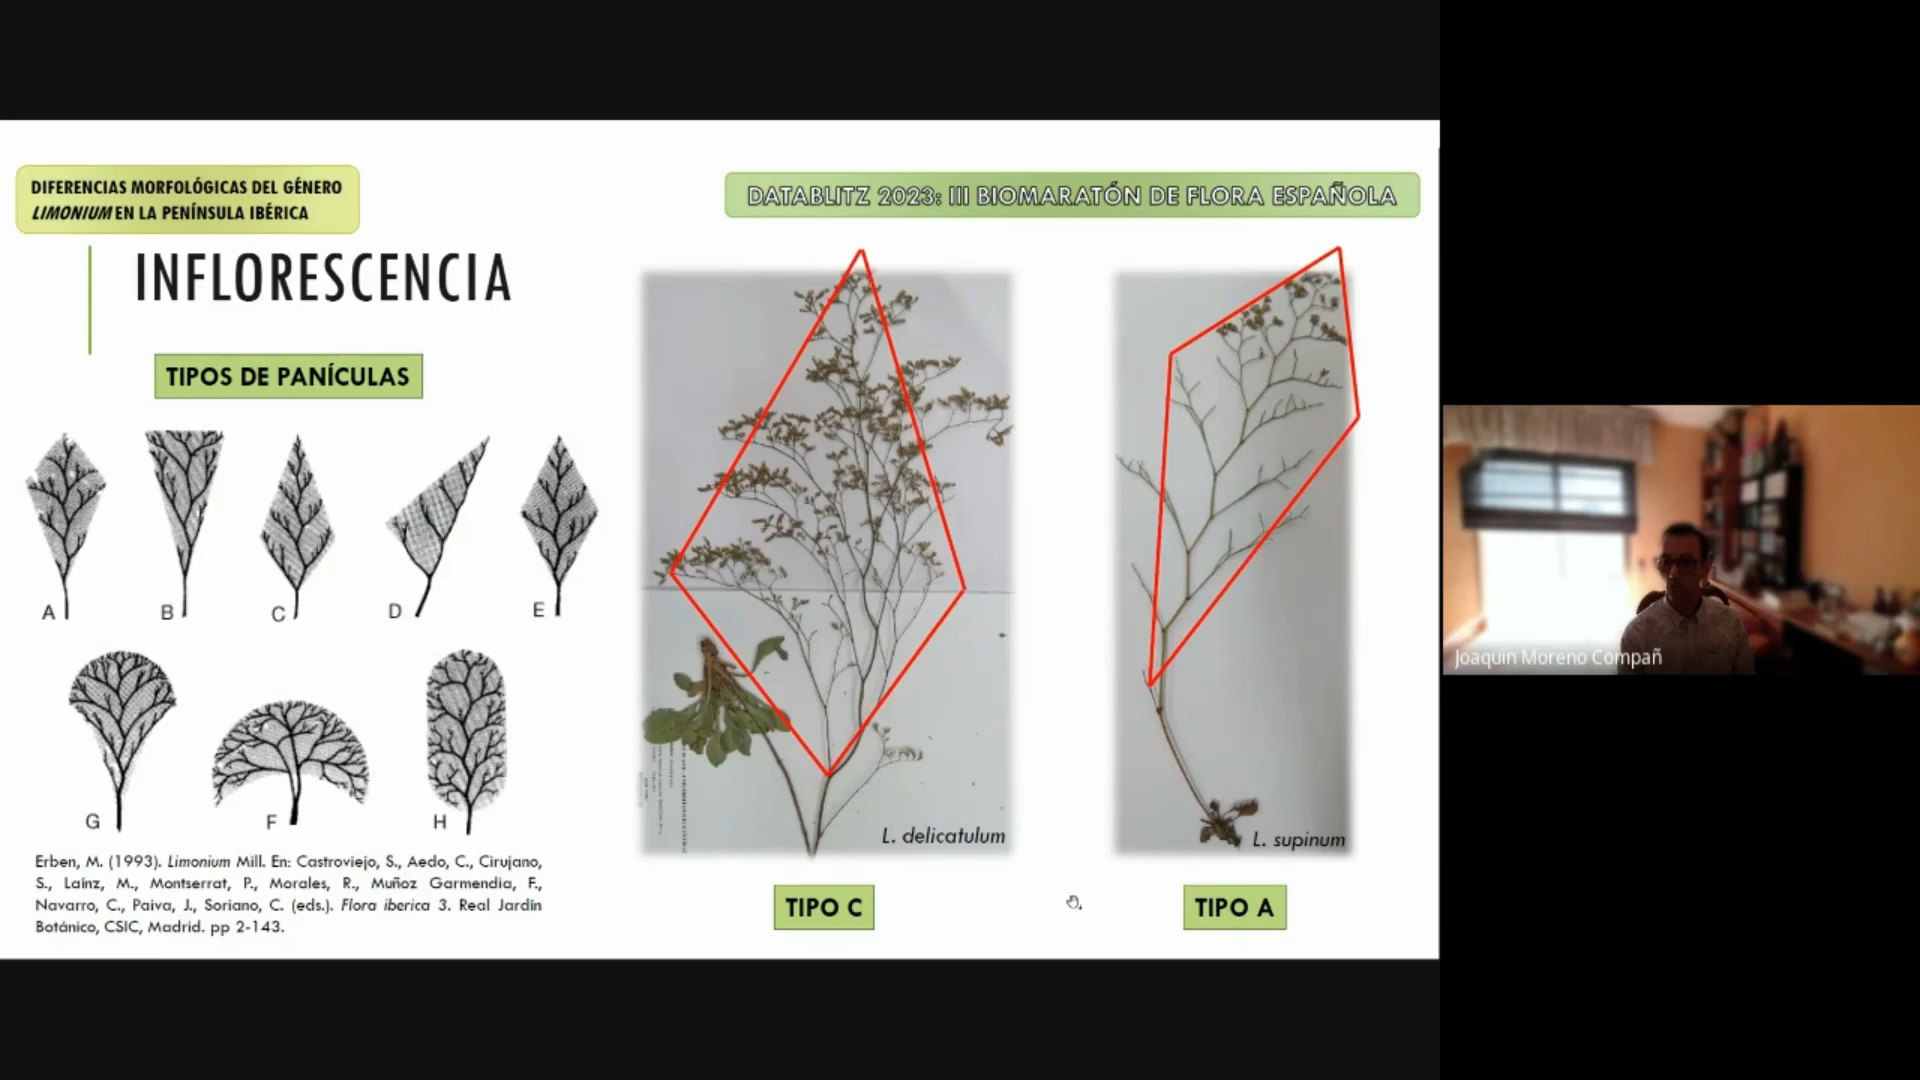 DIFERENCIAS MORFOLÓGICAS DEL GÉNERO
LIMONIUM EN LA PENÍNSULA IBÉRICA
DATABLITZ 2023: III BIOMARATÓN DE FLORA ESPAÑOLA
INFLORESCENCIA
TIPOS DE PANÍCULAS
A B C D E
G F H
Erben, M. (1993). Limonium Mill. En: Castroviejo, S., Aedo, C., Cirujano,
S., Laínz, M., Montserrat, P., Morales, R., Muñoz Garmendia, F.,
Navarro, C., Paiva, J., Soriano, C. (eds.). Flora iberica 3. Real Jardín
Botánico, CSIC, Madrid. pp 2-143.
L. delicatulum
L. supinum
TIPO C
TIPO A
Joaquin Moreno Compañ